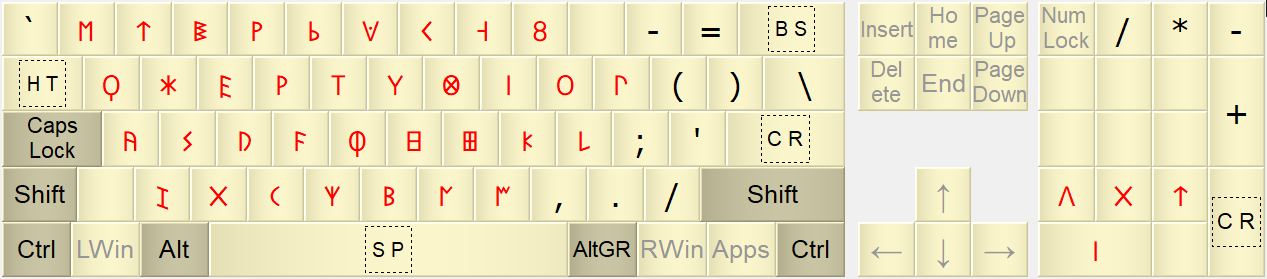 ` 𐌞 𐌝 𐌚 - = BS Insert Home Page Up Num Lock / * -
HT 𐌒 𐌄 𐌓 𐌕 𐌈 𐌉 𐌏 𐌐 ( ) \ Delete End Page Down +
Caps Lock 𐌀 𐌔 𐌃 𐌅 𐌘 𐌇 𐌎 𐌊 𐌋 ; ' CR
Shift 𐌆 𐌗 𐌂 𐌙 𐌁 𐌍 𐌌 , . / Shift ↑ 𐌡 𐌢 𐌣 CR
Ctrl LWin Alt SP AltGR RWin Apps Ctrl ← ↓ → 𐌠